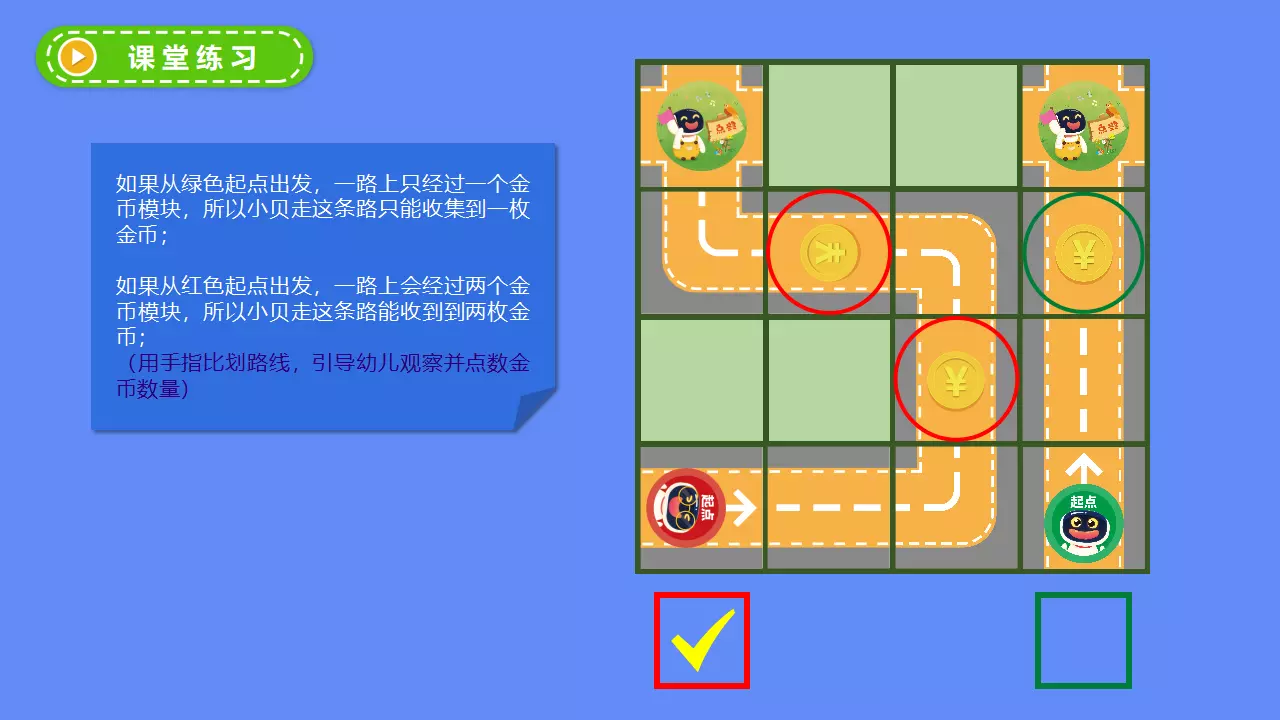 课堂练习
如果从绿色起点出发，一路上只经过一个金
币模块，所以小贝走这条路只能收集到一枚
金币；
如果从红色起点出发，一路上会经过两个金
币模块，所以小贝走这条路能收到到两枚金
币；
（用手指比划路线，引导幼儿观察并点数金
币数量）
¥
¥
¥
起点
起点